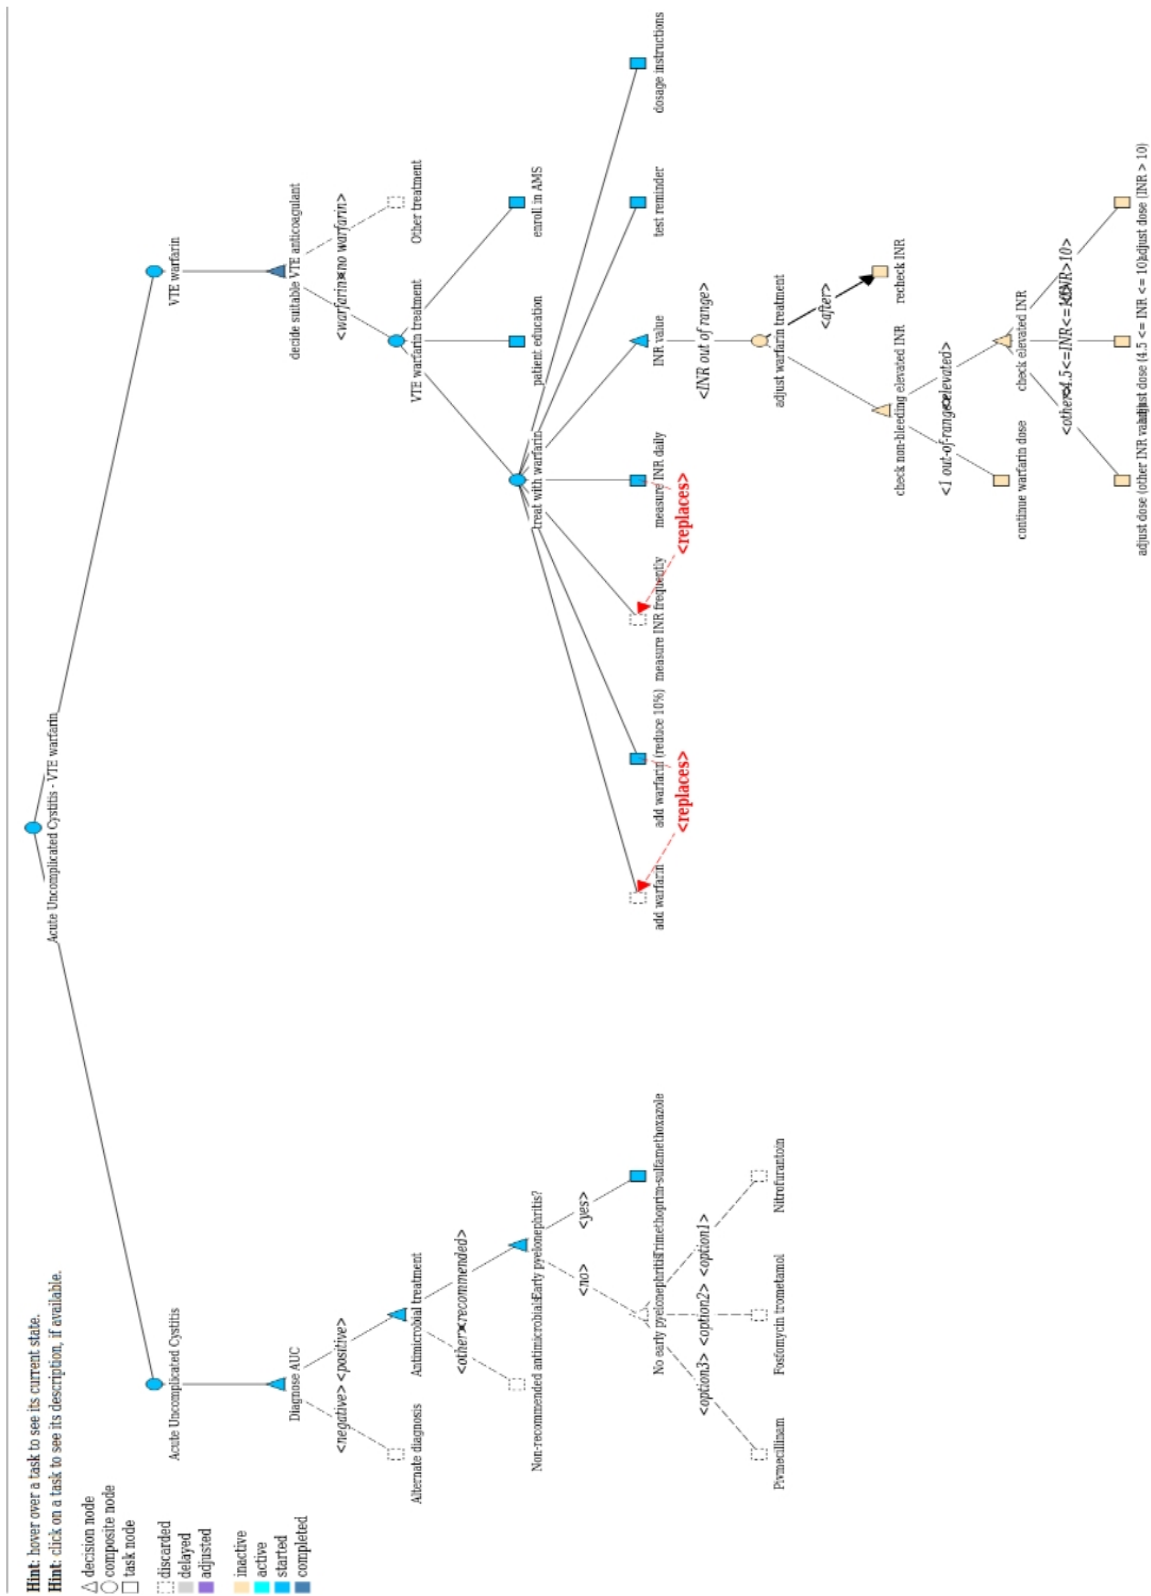 Hint: hover over a task to see its current state.
Hint: click on a task to see its description, if available.
decision node
composite node
task node
discarded
delayed
adjusted
inactive
active
started
completed
Acute Uncomplicated Cystitis - VTE warfarin
Acute Uncomplicated Cystitis
VTE warfarin
Diagnose AUC
decide suitable VTE anticoagulant
<negative>
<positive>
<warfarin>
<no warfarin>
Alternate diagnosis
Antimicrobial treatment
VTE warfarin treatment
Other treatment
<other>
<recommended>
Non-recommended antimicrobials
Early pyelonephritis?
treat with warfarin
patient education
enroll in AMS
<no>
<yes>
No early pyelonephritis
Trimethoprim-sulfamethoxazole
add warfarin
add warfarin (reduce 10%)
measure INR frequently
measure INR daily
INR value
test reminder
dosage instructions
<replaces>
<replaces>
<option3>
<option2>
<option1>
<INR out of range>
Pivmecillinam
Fosfomycin trometamol
Nitrofurantoin
adjust warfarin treatment
<after>
check non-bleeding elevated INR
recheck INR
<1 out-of-range>
<elevated>
continue warfarin dose
check elevated INR
<other>
<4.5<=INR<=10>
<INR>10>
adjust dose (other INR value)
adjust dose (4.5 <= INR <= 10)
adjust dose (INR > 10)